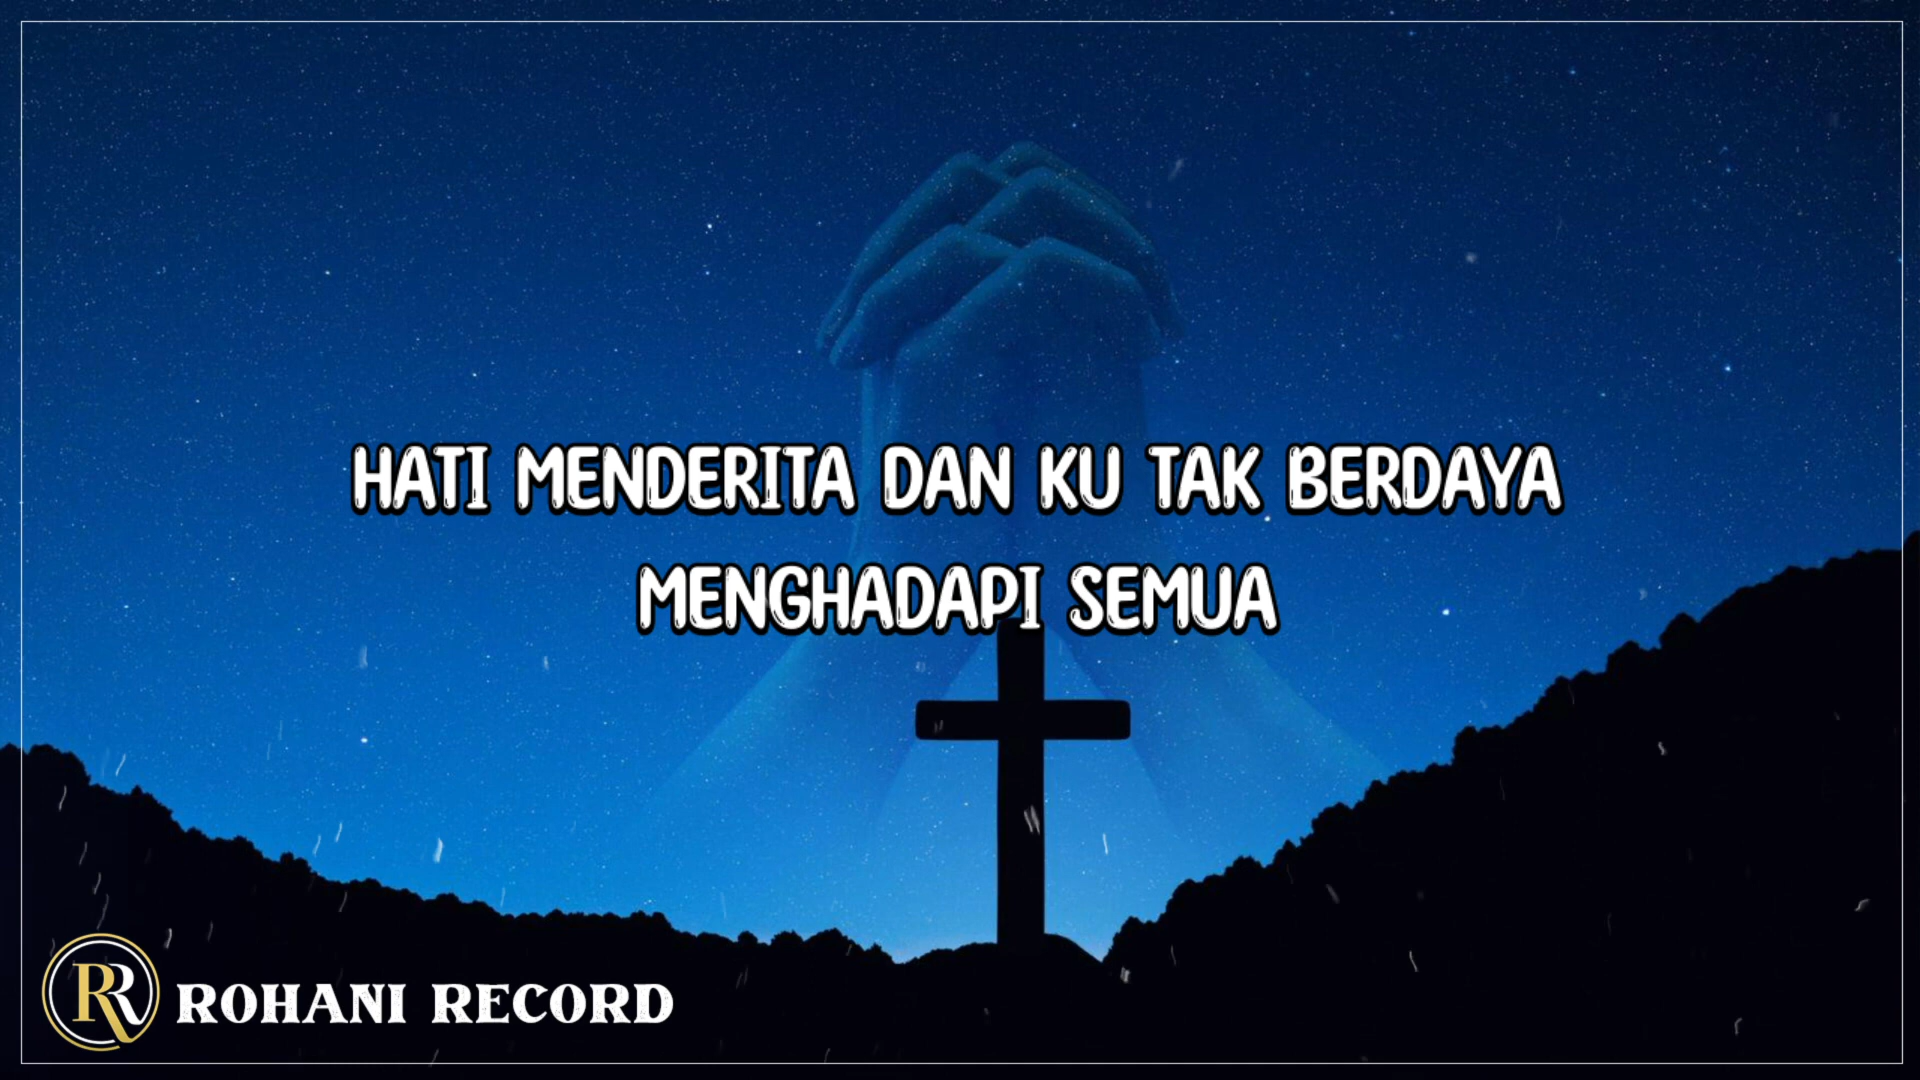 HATI MENDERITA DAN KU TAK BERDAYA
MENGHADAPI SEMUA
RR ROHANI RECORD